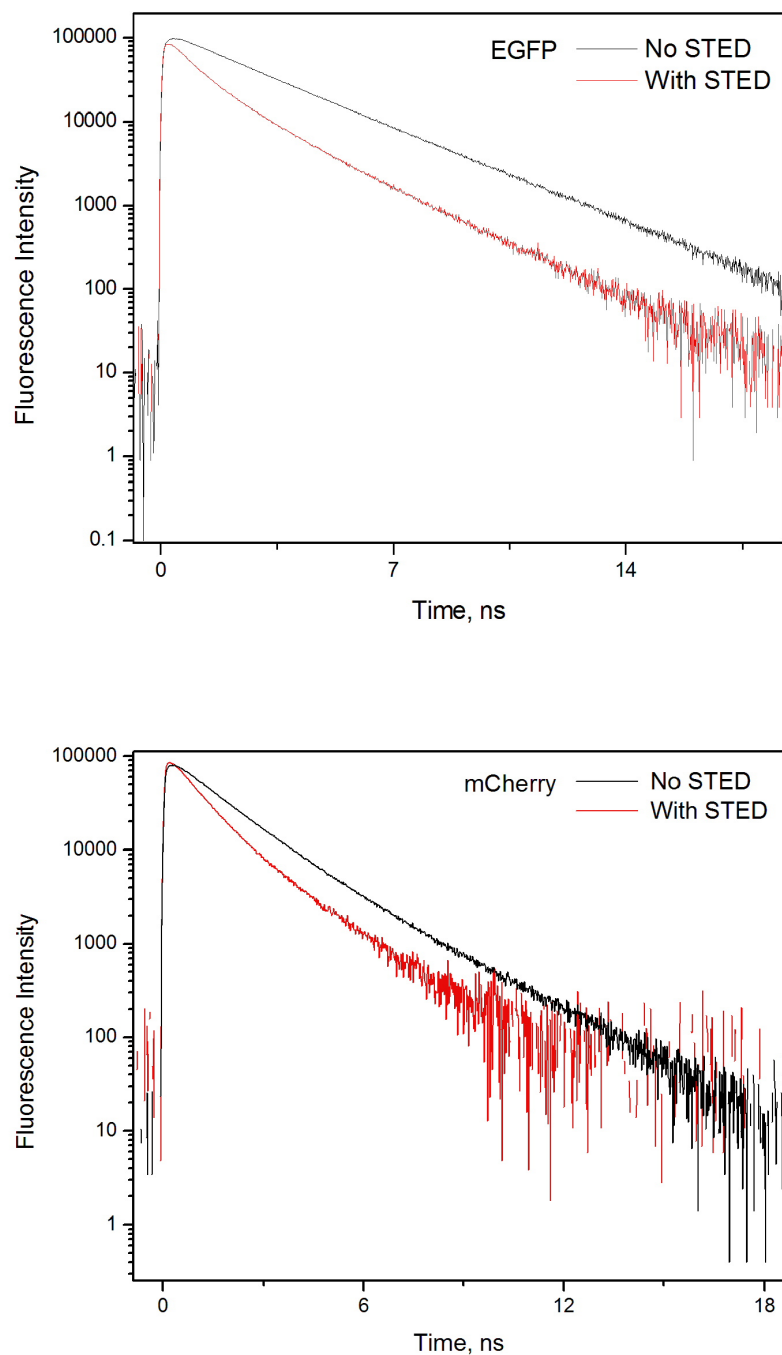 EGFP
No STED
With STED
100000
10000
1000
100
10
1
0.1
Fluorescence Intensity
0 7 14
Time, ns
mCherry
No STED
With STED
100000
10000
1000
100
10
1
Fluorescence Intensity
0 6 12 18
Time, ns